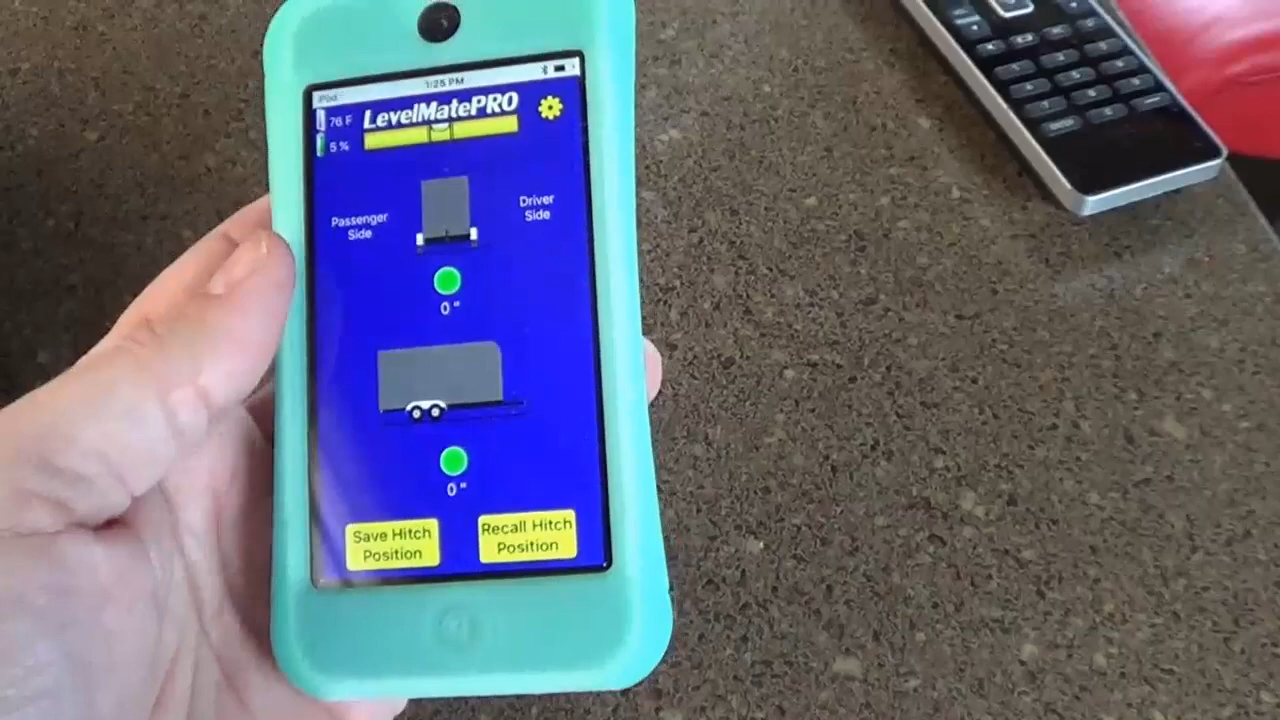 iPod
1:25 PM
76 F
LevelMatePRO
5 %
Passenger
Side
Driver
Side
0 "
0 "
Save Hitch
Position
Recall Hitch
Position